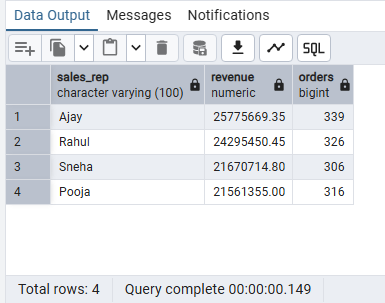 Data Output Messages Notifications
SQL
sales_rep revenue orders
character varying (100) numeric bigint
1 Ajay 25775669.35 339
2 Rahul 24295450.45 326
3 Sneha 21670714.80 306
4 Pooja 21561355.00 316
Total rows: 4 Query complete 00:00:00.149